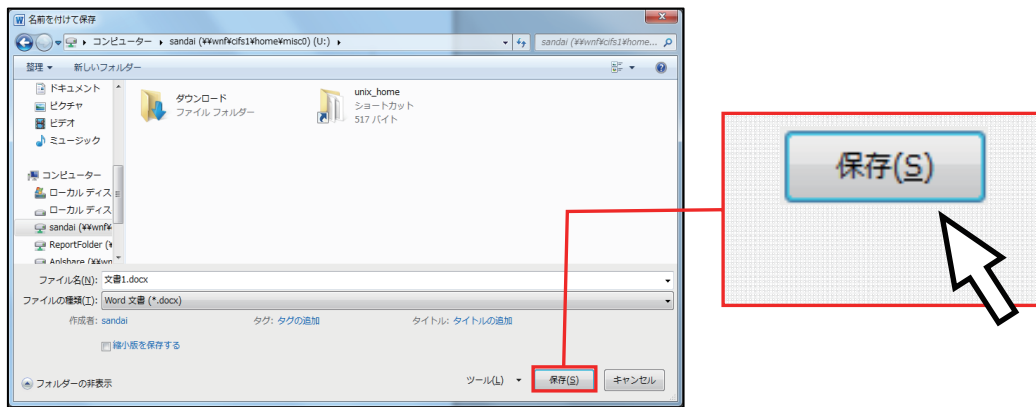 名前を付けて保存
コンピューター ▸ sandai (¥¥wnf¥cifs1¥home¥misc0) (U:) ▸
sandai (¥¥wnf¥cifs1¥home...
整理 ▼ 新しいフォルダー
ドキュメント
ピクチャ
ビデオ
ミュージック
コンピューター
ローカル ディス
ローカル ディス
sandai (¥¥wnf¥
ReportFolder (¥
Aplshare (¥¥wn
ダウンロード
ファイル フォルダー
unix_home
ショートカット
517 バイト
ファイル名(N): 文書1.docx
ファイルの種類(T): Word 文書 (*.docx)
作成者: sandai タグ: タグの追加 タイトル: タイトルの追加
縮小版を保存する
フォルダーの非表示
ツール(L) ▼ 保存(S) キャンセル
保存(S)